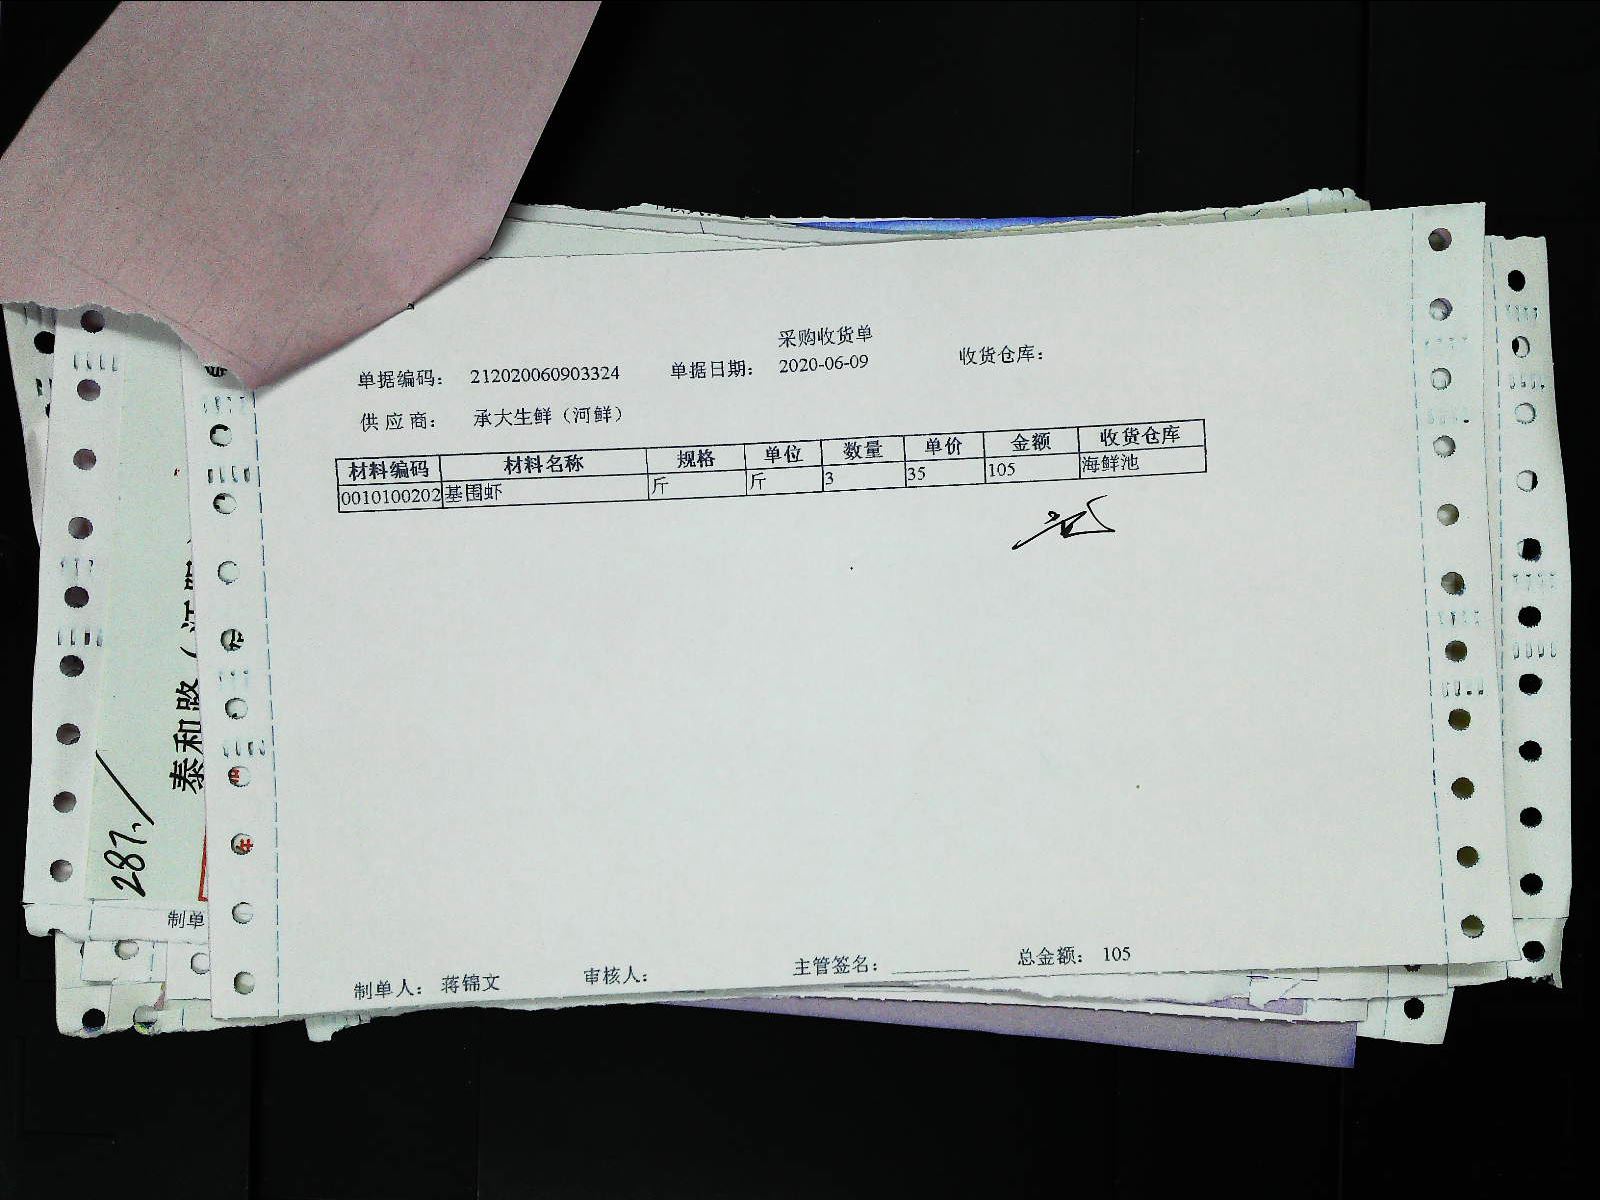 采购收货单
单据编码： 212020060903324 单据日期： 2020-06-09 收货仓库：
供应商： 承大生鲜（河鲜）
材料编码 材料名称 规格 单位 数量 单价 金额 收货仓库
0010100202 基围虾 斤 斤 3 35 105 海鲜池
制单人： 蒋锦文 审核人： 主管签名： 总金额： 105
泰和路
287.
制单